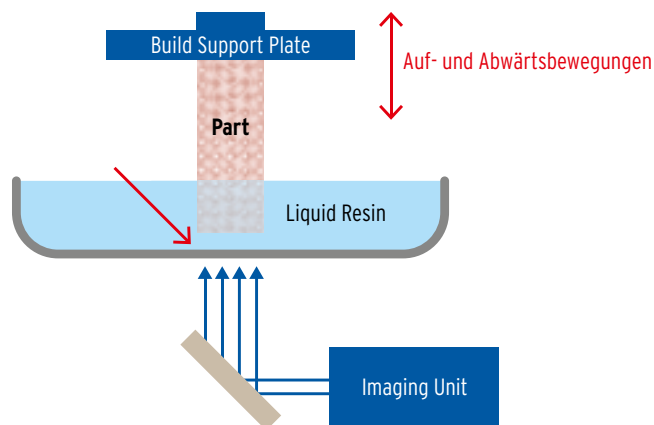 Build Support Plate
Auf- und Abwärtsbewegungen
Part
Liquid Resin
Imaging Unit